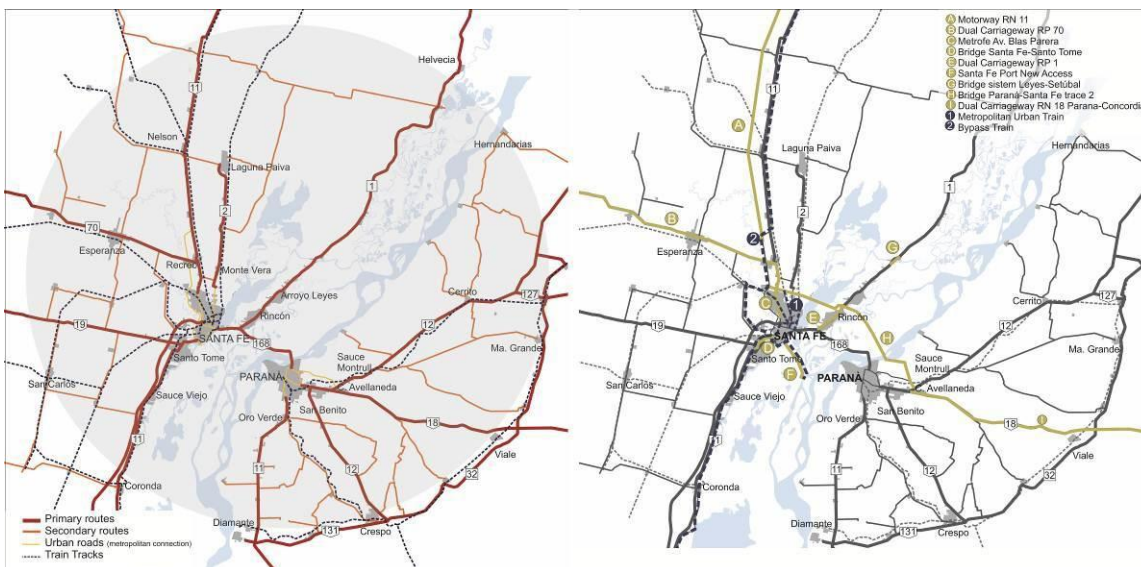 Helvecia
11
Nelson
Hernandarias
Laguna Paiva
1
2
70
Esperanza
Recreo
Monte Vera
Arroyo Leyes
Cerrito
127
Rincón
19
12
SANTA FE
168
Santo Tome
Sauce
Montrull
Ma. Grande
PARANÁ
San Carlos
Avellaneda
Sauce Viejo
San Benito
Oro Verde
18
11
Viale
11
12
32
Coronda
Diamante
131
Crespo
Primary routes
Secondary routes
Urban roads (metropolitan connection)
Train Tracks
A Motorway RN 11
B Dual Carriageway RP 70
C Metrofe Av. Blas Parera
D Bridge Santa Fe-Santo Tome
E Dual Carriageway RP 1
F Santa Fe Port New Access
G Bridge sistem Leyes-Setúbal
H Bridge Paraná-Santa Fe trace 2
I Dual Carriageway RN 18 Parana-Concordia
1 Metropolitan Urban Train
2 Bypass Train
11
A
Hernandarias
Laguna Paiva
1
B
2
2
Esperanza
G
Cerrito
127
C
1
E
Rincón
19
12
SANTA FE
168
H
D
Santo Tome
Sauce
Montrull
Ma. Grande
F
PARANÁ
San Carlos
Avellaneda
Sauce Viejo
San Benito
Oro Verde
I
18
1
Viale
11
12
32
Coronda
Diamante
131
Crespo